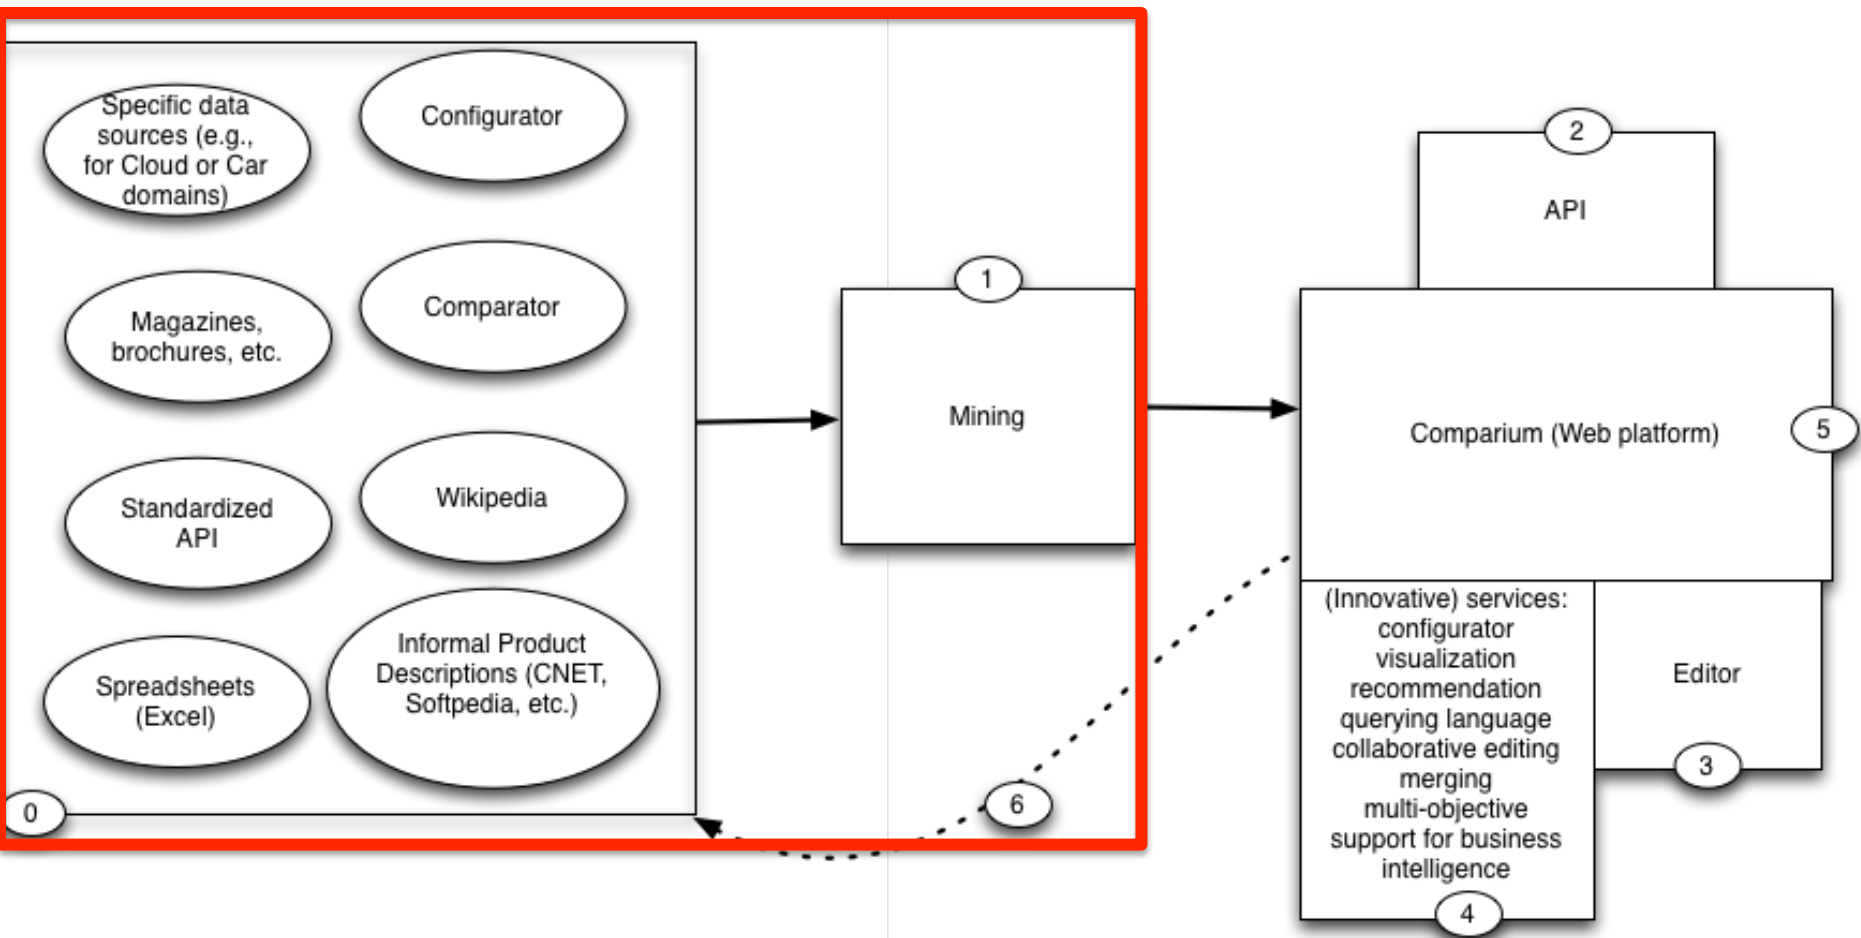 Specific data
sources (e.g.,
for Cloud or Car
domains)
Configurator
Magazines,
brochures, etc.
Comparator
Standardized
API
Wikipedia
Spreadsheets
(Excel)
Informal Product
Descriptions (CNET,
Softpedia, etc.)
0
1
Mining
6
2
API
Comparium (Web platform)
5
(Innovative) services:
configurator
visualization
recommendation
querying language
collaborative editing
merging
multi-objective
support for business
intelligence
4
Editor
3